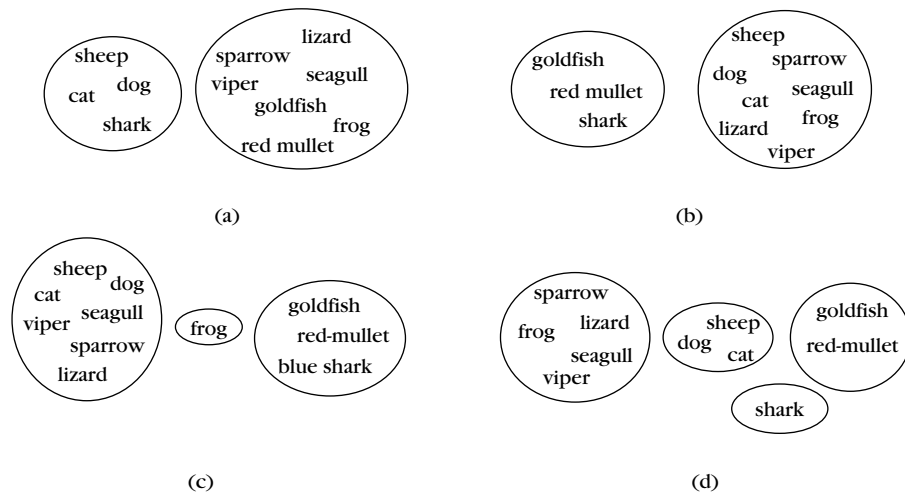 sheep
dog
cat
shark
lizard
sparrow
seagull
viper
goldfish
frog
red mullet
(a)
goldfish
red mullet
shark
sheep
sparrow
dog
seagull
cat
frog
lizard
viper
(b)
sheep
dog
cat
seagull
viper
sparrow
lizard
frog
goldfish
red-mullet
blue shark
(c)
sparrow
frog
lizard
seagull
viper
sheep
dog
cat
goldfish
red-mullet
shark
(d)